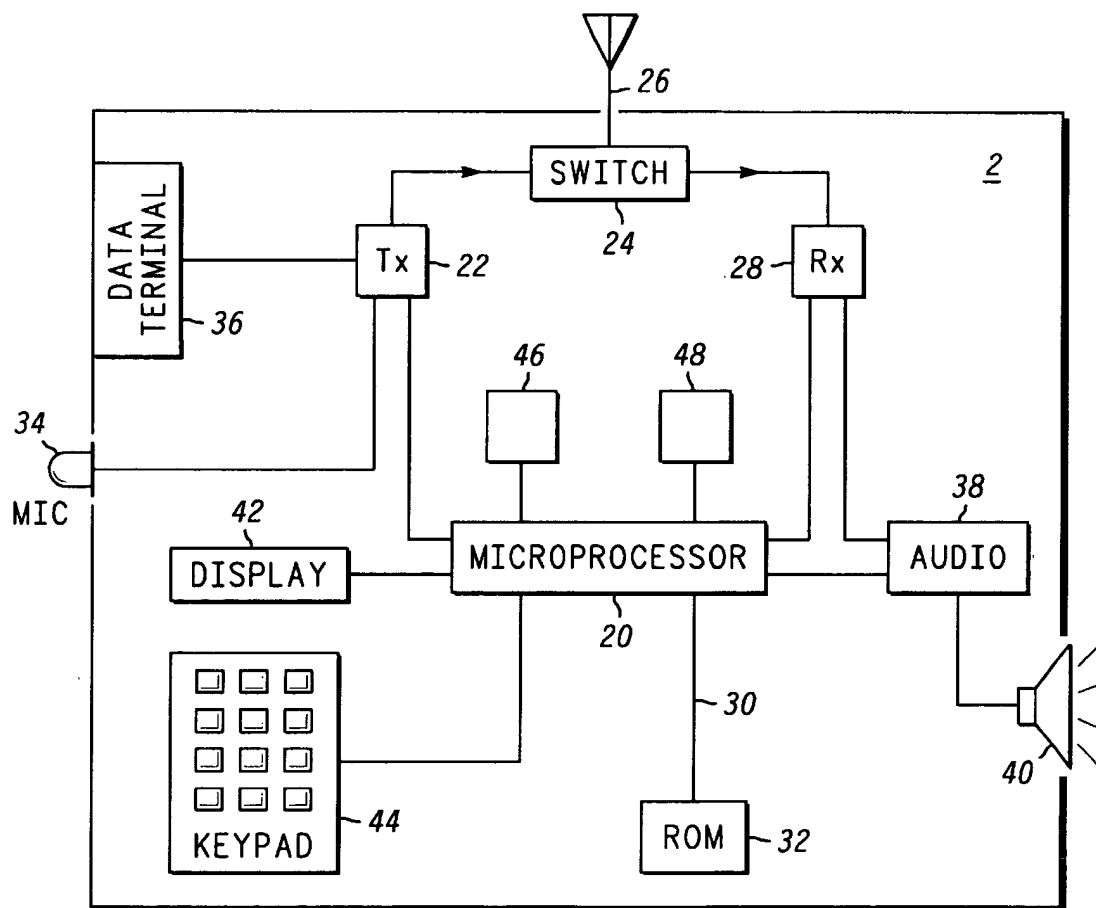 26
2
SWITCH
24
DATA
TERMINAL
36
Tx
22
28
Rx
46
48
34
MIC
42
DISPLAY
MICROPROCESSOR
20
38
AUDIO
30
40
KEYPAD
44
ROM
32